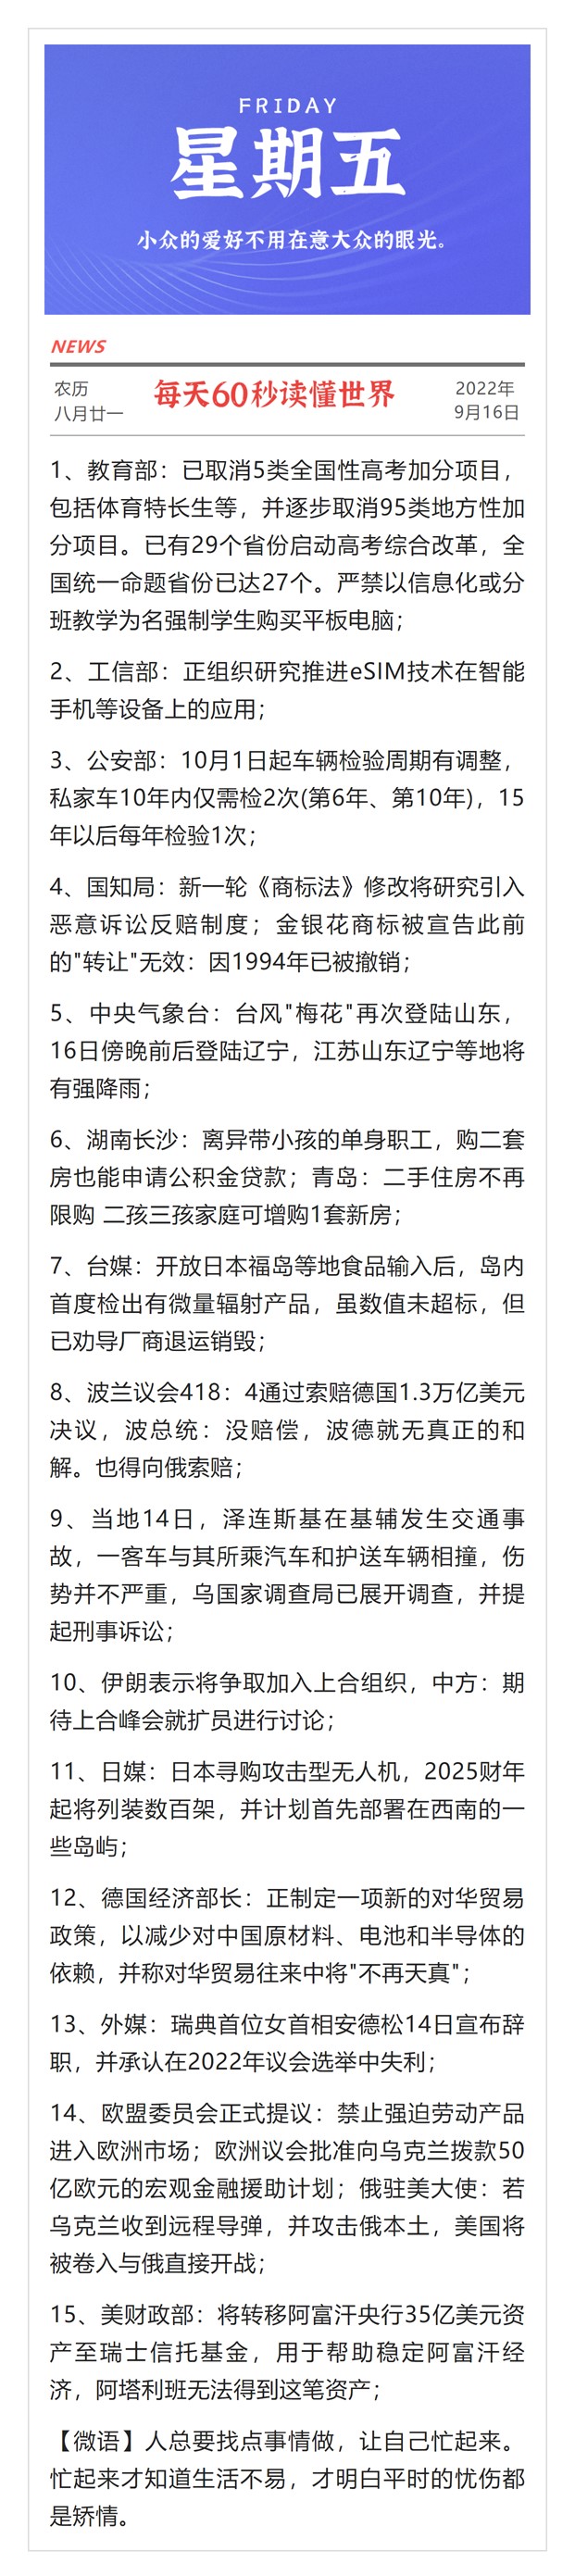 FRIDAY
星期五
小众的爱好不用在意大众的眼光。
NEWS
农历
八月廿一
每天60秒读懂世界
2022年
9月16日
1、教育部：已取消5类全国性高考加分项目，
包括体育特长生等，并逐步取消95类地方性加
分项目。已有29个省份启动高考综合改革，全
国统一命题省份已达27个。严禁以信息化或分
班教学为名强制学生购买平板电脑；
2、工信部：正组织研究推进eSIM技术在智能
手机等设备上的应用；
3、公安部：10月1日起车辆检验周期有调整，
私家车10年内仅需检2次(第6年、第10年)，15
年以后每年检验1次；
4、国知局：新一轮《商标法》修改将研究引入
恶意诉讼反赔制度；金银花商标被宣告此前
的"转让"无效：因1994年已被撤销；
5、中央气象台：台风"梅花"再次登陆山东，
16日傍晚前后登陆辽宁，江苏山东辽宁等地将
有强降雨；
6、湖南长沙：离异带小孩的单身职工，购二套
房也能申请公积金贷款；青岛：二手住房不再
限购 二孩三孩家庭可增购1套新房；
7、台媒：开放日本福岛等地食品输入后，岛内
首度检出有微量辐射产品，虽数值未超标，但
已劝导厂商退运销毁；
8、波兰议会418：4通过索赔德国1.3万亿美元
决议，波总统：没赔偿，波德就无真正的和
解。也得向俄索赔；
9、当地14日，泽连斯基在基辅发生交通事
故，一客车与其所乘汽车和护送车辆相撞，伤
势并不严重，乌国家调查局已展开调查，并提
起刑事诉讼；
10、伊朗表示将争取加入上合组织，中方：期
待上合峰会就扩员进行讨论；
11、日媒：日本寻购攻击型无人机，2025财年
起将列装数百架，并计划首先部署在西南的一
些岛屿；
12、德国经济部长：正制定一项新的对华贸易
政策，以减少对中国原材料、电池和半导体的
依赖，并称对华贸易往来中将"不再天真"；
13、外媒：瑞典首位女首相安德松14日宣布辞
职，并承认在2022年议会选举中失利；
14、欧盟委员会正式提议：禁止强迫劳动产品
进入欧洲市场；欧洲议会批准向乌克兰拨款50
亿欧元的宏观金融援助计划；俄驻美大使：若
乌克兰收到远程导弹，并攻击俄本土，美国将
被卷入与俄直接开战；
15、美财政部：将转移阿富汗央行35亿美元资
产至瑞士信托基金，用于帮助稳定阿富汗经
济，阿塔利班无法得到这笔资产；
【微语】人总要找点事情做，让自己忙起来。
忙起来才知道生活不易，才明白平时的忧伤都
是矫情。